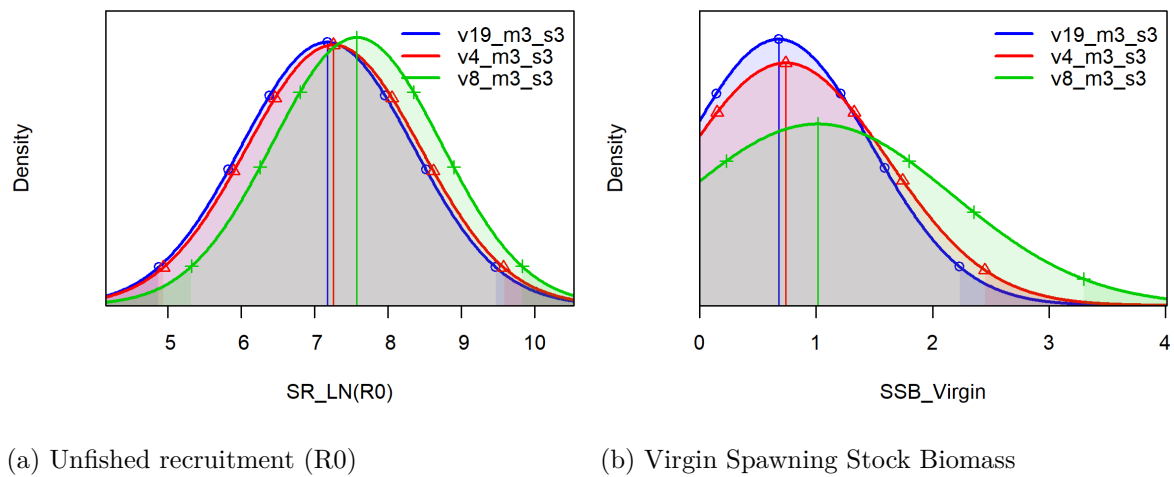 v19_m3_s3
v4_m3_s3
v8_m3_s3
Density
5 6 7 8 9 10
SR_LN(R0)
v19_m3_s3
v4_m3_s3
v8_m3_s3
Density
0 1 2 3 4
SSB_Virgin
(a) Unfished recruitment (R0)
(b) Virgin Spawning Stock Biomass